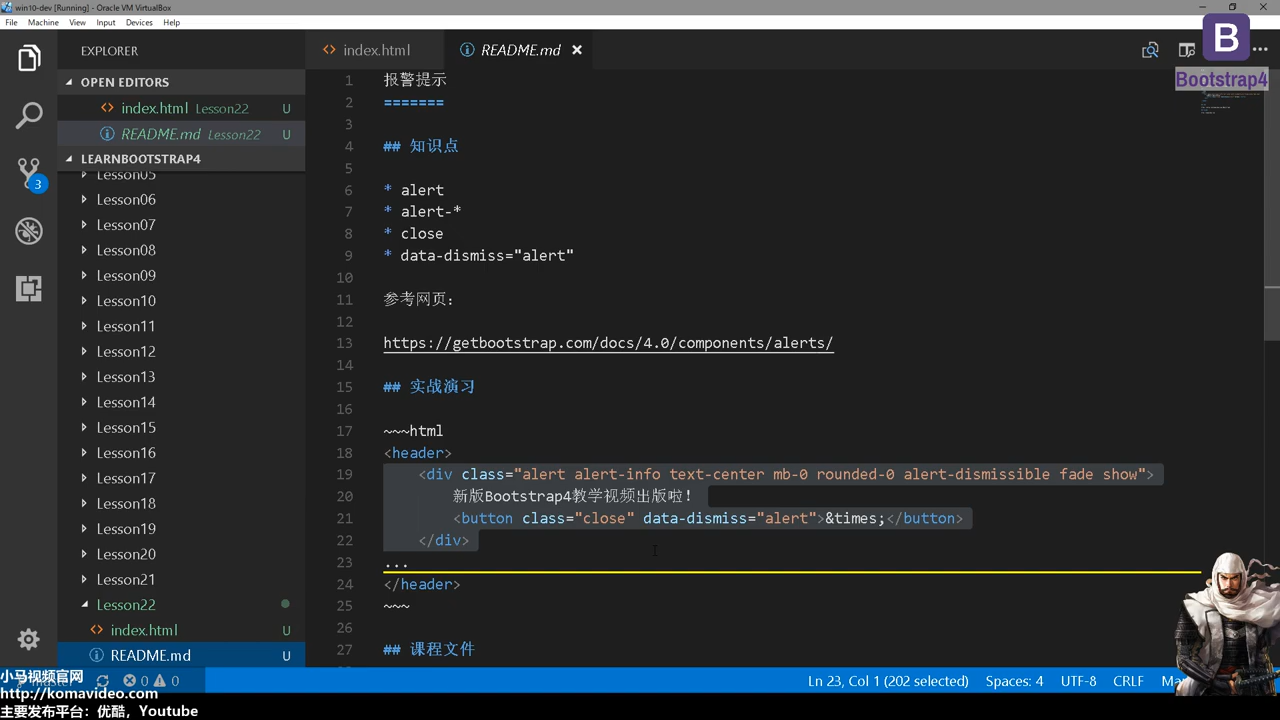 win10-dev [Running] - Oracle VM VirtualBox
File Machine View Input Devices Help
EXPLORER
index.html
README.md
B
Bootstrap4
OPEN EDITORS
index.html Lesson22 U
README.md Lesson22 U
LEARNBOOTSTRAP4
3
Lesson05
Lesson06
Lesson07
Lesson08
Lesson09
Lesson10
Lesson11
Lesson12
Lesson13
Lesson14
Lesson15
Lesson16
Lesson17
Lesson18
Lesson19
Lesson20
Lesson21
Lesson22
index.html U
README.md U
1 报警提示
2 =======
3
4 ## 知识点
5
6 * alert
7 * alert-*
8 * close
9 * data-dismiss="alert"
10
11 参考网页:
12
13 https://getbootstrap.com/docs/4.0/components/alerts/
14
15 ## 实战演习
16
17 ~~~html
18 <header>
19 <div class="alert alert-info text-center mb-0 rounded-0 alert-dismissible fade show">
20 新版Bootstrap4教学视频出版啦!
21 <button class="close" data-dismiss="alert">&times;</button>
22 </div>
23 ...
24 </header>
25 ~~~
26
27 ## 课程文件
0 0
Ln 23, Col 1 (202 selected) Spaces: 4 UTF-8 CRLF
小马视频官网
http://komavideo.com
主要发布平台: 优酷, Youtube